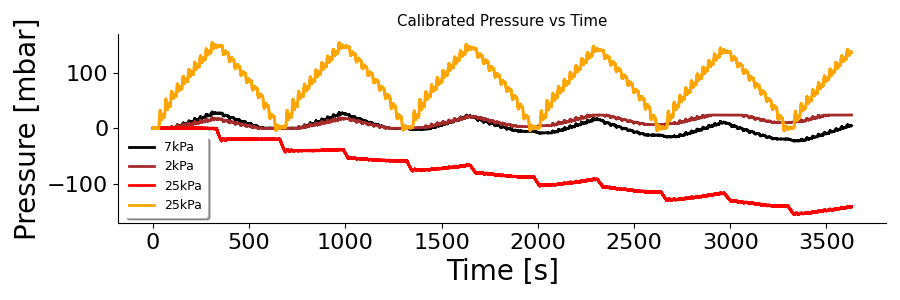 Calibrated Pressure vs Time
Pressure [mbar]
100
0
−100
7kPa
2kPa
25kPa
25kPa
0 500 1000 1500 2000 2500 3000 3500
Time [s]